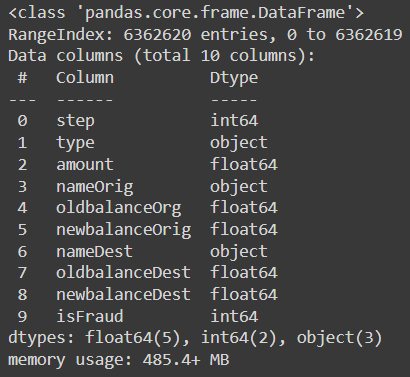 <class 'pandas.core.frame.DataFrame'>
RangeIndex: 6362620 entries, 0 to 6362619
Data columns (total 10 columns):
 #   Column          Dtype
---  ------          -----
 0   step            int64
 1   type            object
 2   amount          float64
 3   nameOrig        object
 4   oldbalanceOrg   float64
 5   newbalanceOrig  float64
 6   nameDest        object
 7   oldbalanceDest  float64
 8   newbalanceDest  float64
 9   isFraud         int64
dtypes: float64(5), int64(2), object(3)
memory usage: 485.4+ MB